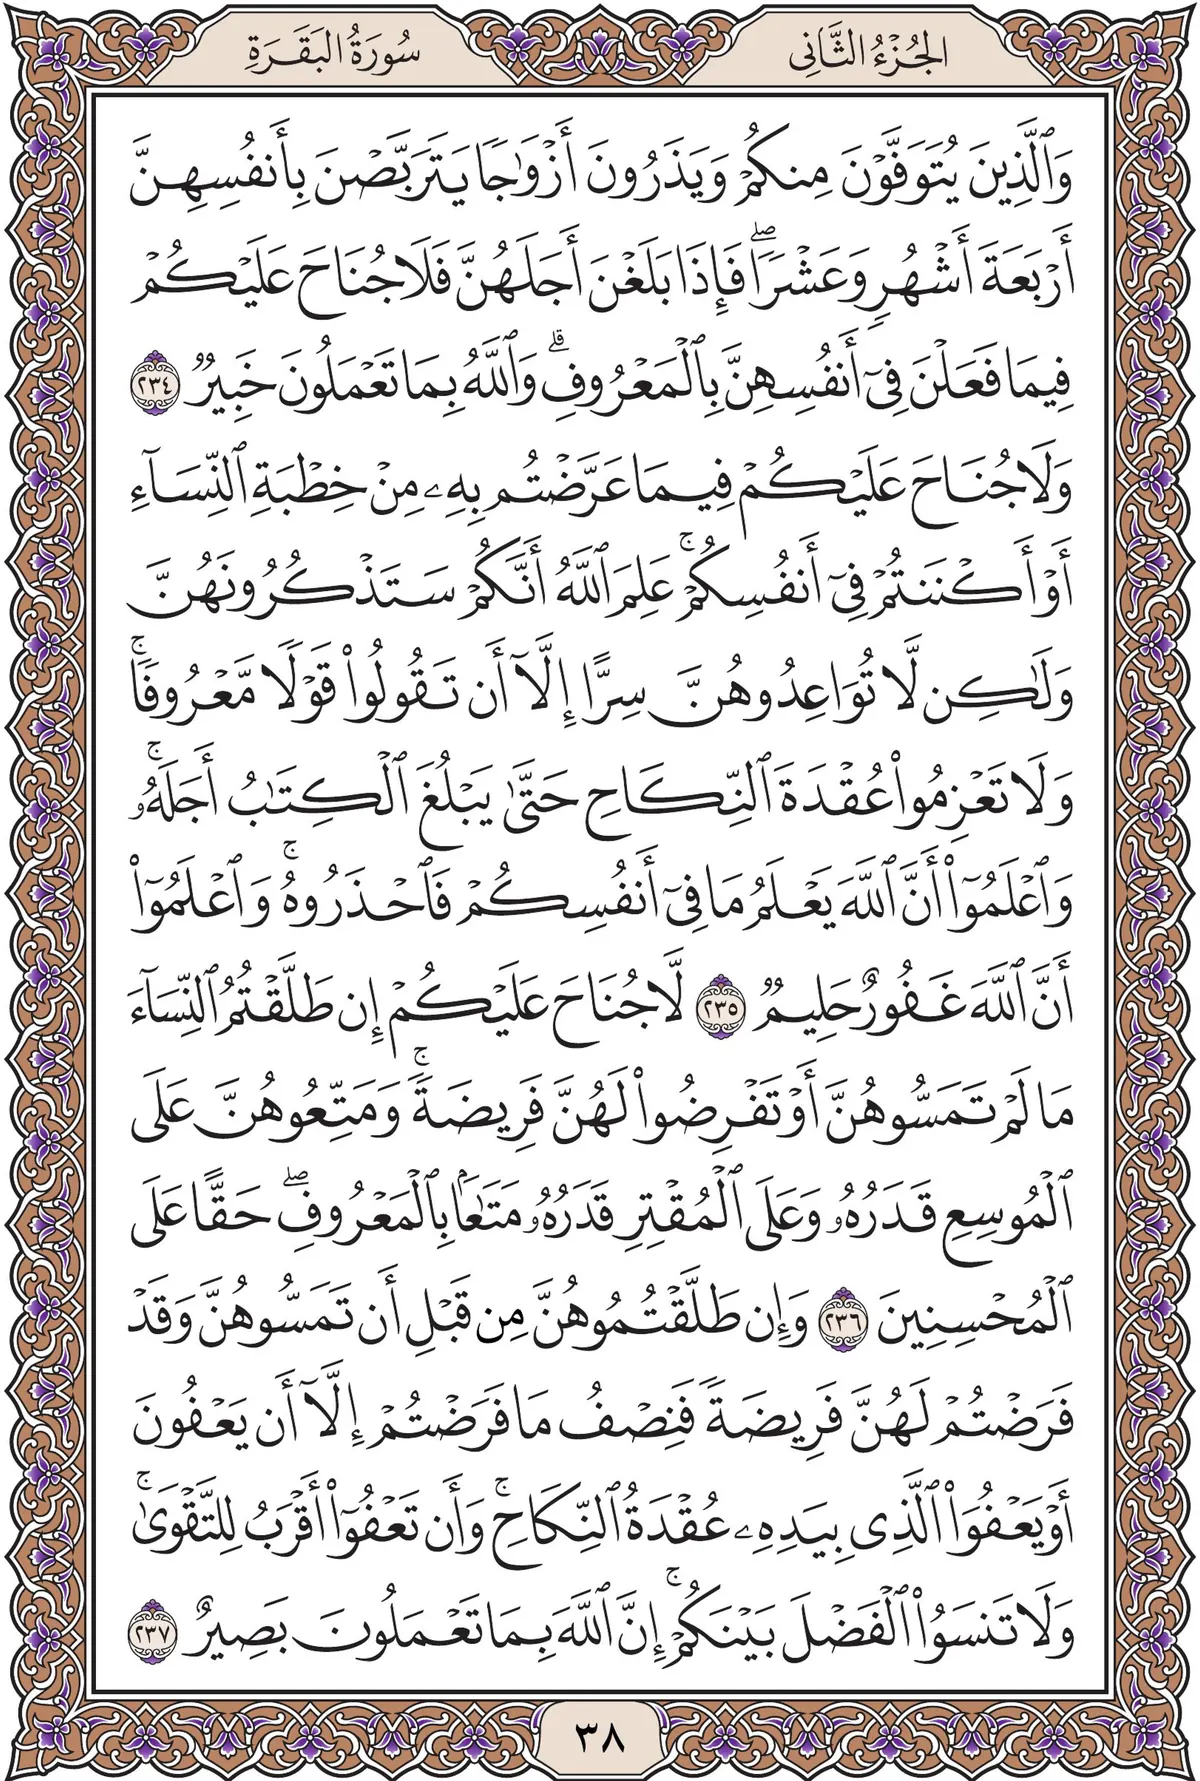 الجُزْءُ الثَّانِى
سُورَةُ البَقَرَةِ
وَٱلَّذِينَ يُتَوَفَّوْنَ مِنكُمْ وَيَذَرُونَ أَزْوَٰجًا يَتَرَبَّصْنَ بِأَنفُسِهِنَّ
أَرْبَعَةَ أَشْهُرٍ وَعَشْرًاۖ فَإِذَا بَلَغْنَ أَجَلَهُنَّ فَلَا جُنَاحَ عَلَيْكُمْ
فِيمَا فَعَلْنَ فِىٓ أَنفُسِهِنَّ بِٱلْمَعْرُوفِۗ وَٱللَّهُ بِمَا تَعْمَلُونَ خَبِيرٌ ٢٣٤
وَلَا جُنَاحَ عَلَيْكُمْ فِيمَا عَرَّضْتُم بِهِۦ مِنْ خِطْبَةِ ٱلنِّسَآءِ
أَوْ أَكْنَنتُمْ فِىٓ أَنفُسِكُمْۚ عَلِمَ ٱللَّهُ أَنَّكُمْ سَتَذْكُرُونَهُنَّ
وَلَٰكِن لَّا تُوَاعِدُوهُنَّ سِرًّا إِلَّآ أَن تَقُولُوا۟ قَوْلًا مَّعْرُوفًاۚ
وَلَا تَعْزِمُوا۟ عُقْدَةَ ٱلنِّكَاحِ حَتَّىٰ يَبْلُغَ ٱلْكِتَٰبُ أَجَلَهُۥۚ
وَٱعْلَمُوٓا۟ أَنَّ ٱللَّهَ يَعْلَمُ مَا فِىٓ أَنفُسِكُمْ فَٱحْذَرُوهُۚ وَٱعْلَمُوٓا۟
أَنَّ ٱللَّهَ غَفُورٌ حَلِيمٌ ٢٣٥ لَّا جُنَاحَ عَلَيْكُمْ إِن طَلَّقْتُمُ ٱلنِّسَآءَ
مَا لَمْ تَمَسُّوهُنَّ أَوْ تَفْرِضُوا۟ لَهُنَّ فَرِيضَةًۚ وَمَتِّعُوهُنَّ عَلَى
ٱلْمُوسِعِ قَدَرُهُۥ وَعَلَى ٱلْمُقْتِرِ قَدَرُهُۥ مَتَٰعًۢا بِٱلْمَعْرُوفِۖ حَقًّا عَلَى
ٱلْمُحْسِنِينَ ٢٣٦ وَإِن طَلَّقْتُمُوهُنَّ مِن قَبْلِ أَن تَمَسُّوهُنَّ وَقَدْ
فَرَضْتُمْ لَهُنَّ فَرِيضَةً فَنِصْفُ مَا فَرَضْتُمْ إِلَّآ أَن يَعْفُونَ
أَوْ يَعْفُوَا۟ ٱلَّذِى بِيَدِهِۦ عُقْدَةُ ٱلنِّكَاحِۚ وَأَن تَعْفُوٓا۟ أَقْرَبُ لِلتَّقْوَىٰۚ
وَلَا تَنسَوُا۟ ٱلْفَضْلَ بَيْنَكُمْۚ إِنَّ ٱللَّهَ بِمَا تَعْمَلُونَ بَصِيرٌ ٢٣٧
٣٨